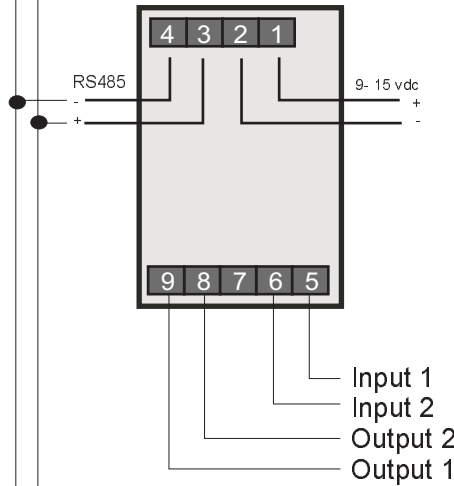 4 3 2 1
RS485
9- 15 vdc
- +
+ -
9 8 7 6 5
Input 1
Input 2
Output 2
Output 1